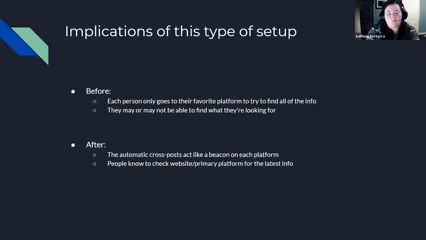 Implications of this type of setup
● Before:
○ Each person only goes to their favorite platform to try to find all of the info
○ They may or may not be able to find what they're looking for
● After:
○ The automatic cross-posts act like a beacon on each platform
○ People know to check website/primary platform for the latest info